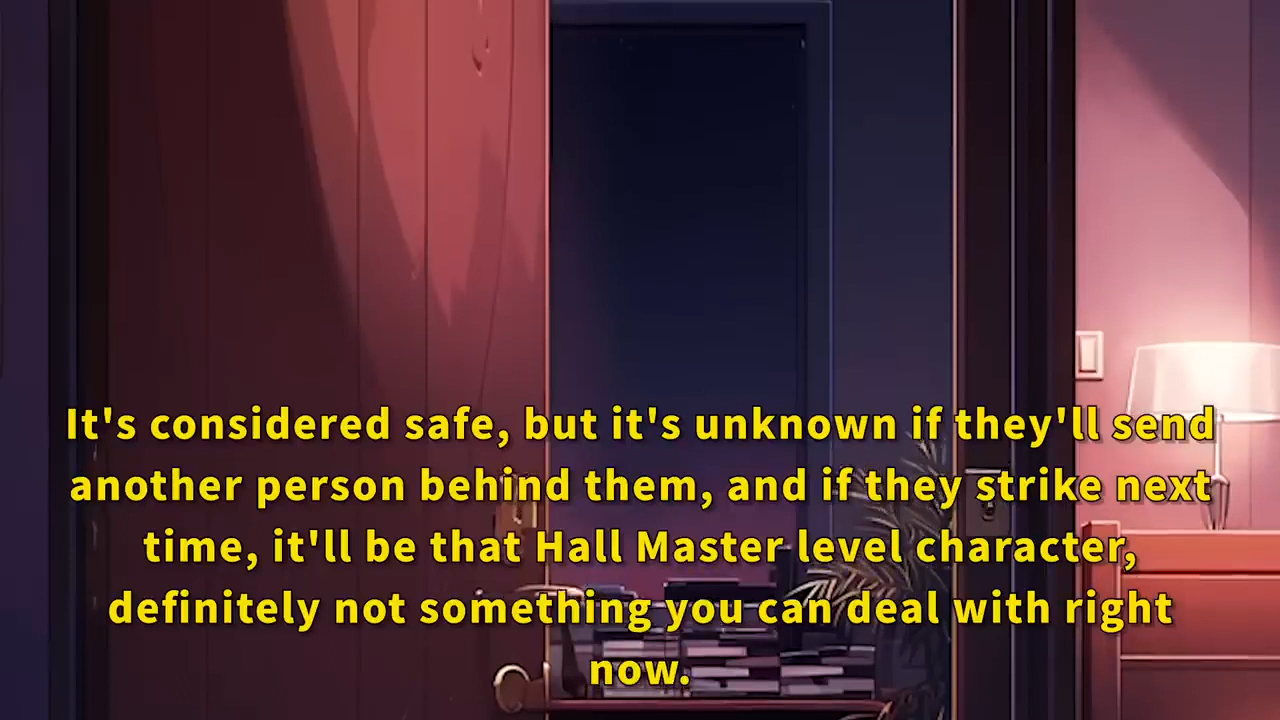 It's considered safe, but it's unknown if they'll send
another person behind them, and if they strike next
time, it'll be that Hall Master level character,
definitely not something you can deal with right
now.